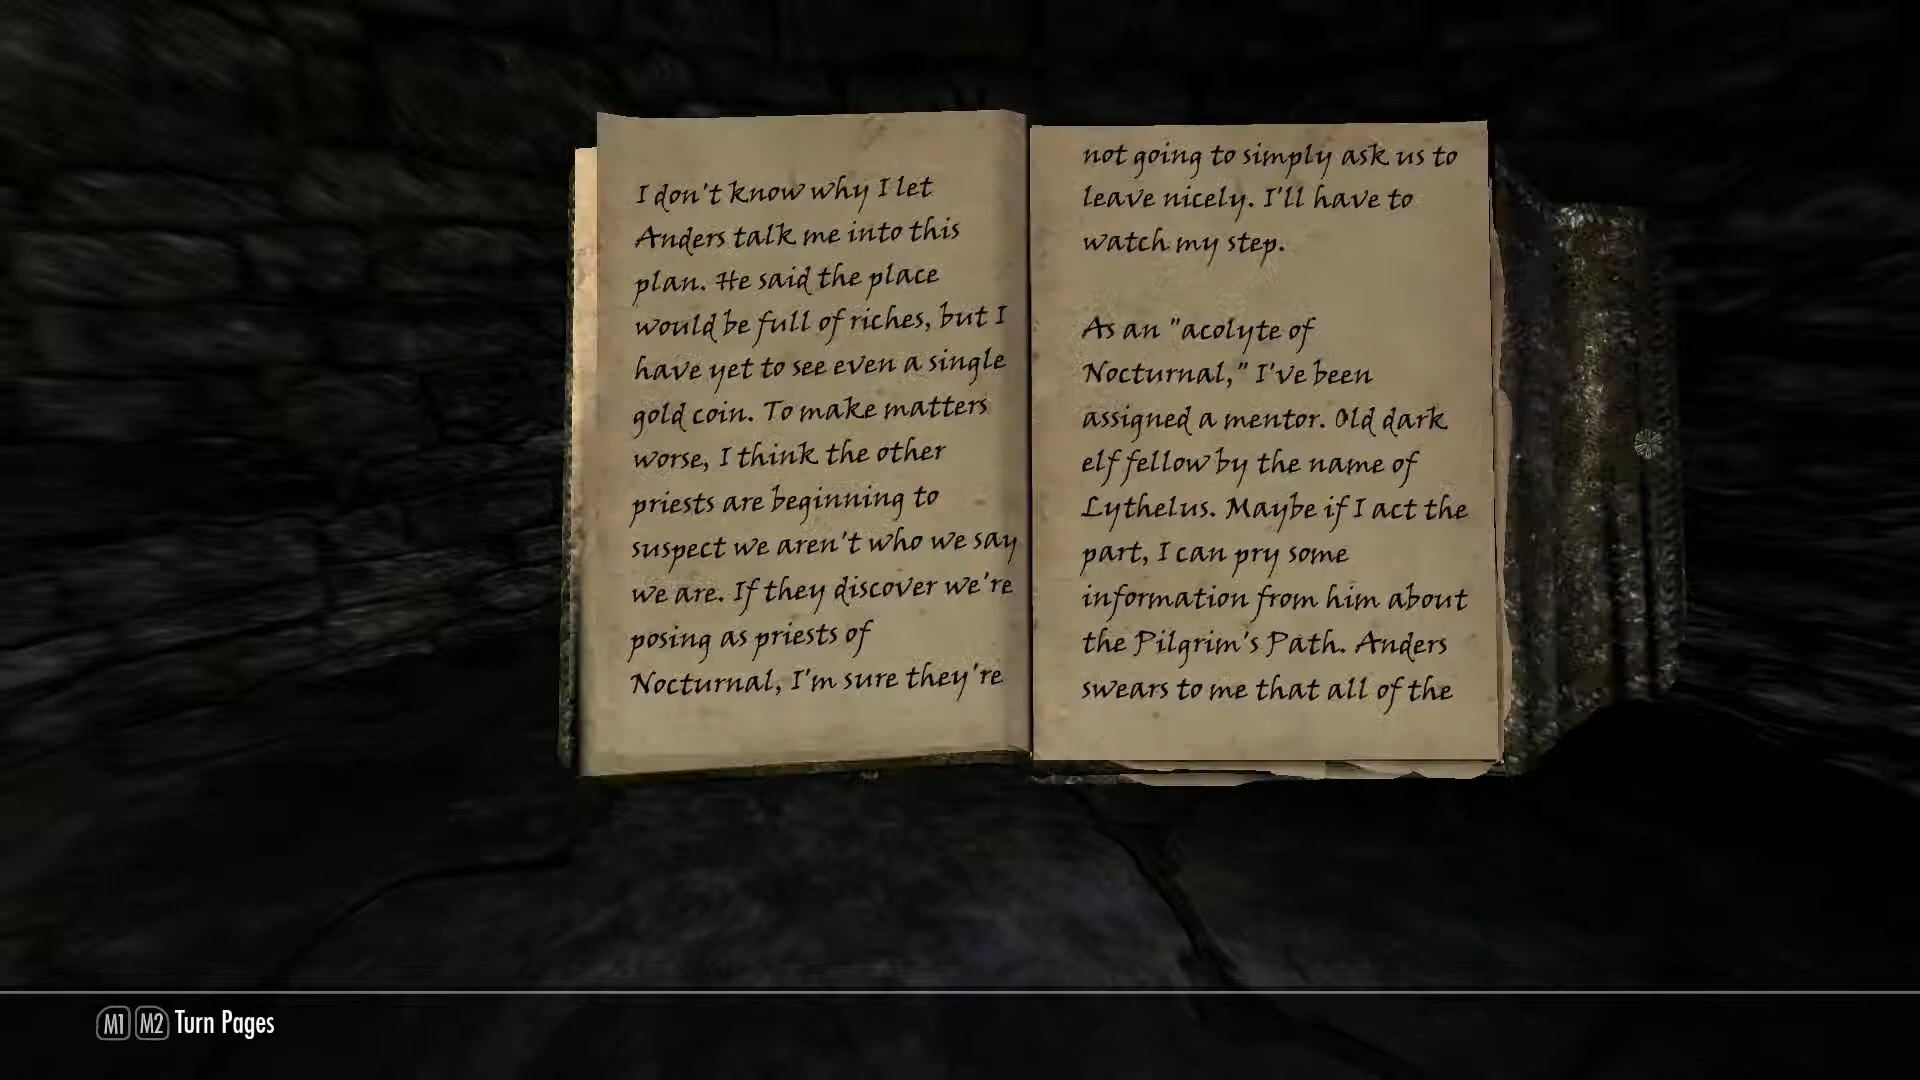 I don't know why I let
Anders talk me into this
plan. He said the place
would be full of riches, but I
have yet to see even a single
gold coin. To make matters
worse, I think the other
priests are beginning to
suspect we aren't who we say
we are. If they discover we're
posing as priests of
Nocturnal, I'm sure they're
not going to simply ask us to
leave nicely. I'll have to
watch my step.
As an "acolyte of
Nocturnal," I've been
assigned a mentor. Old dark
elf fellow by the name of
Lythelus. Maybe if I act the
part, I can pry some
information from him about
the Pilgrim's Path. Anders
swears to me that all of the
M1 M2 Turn Pages